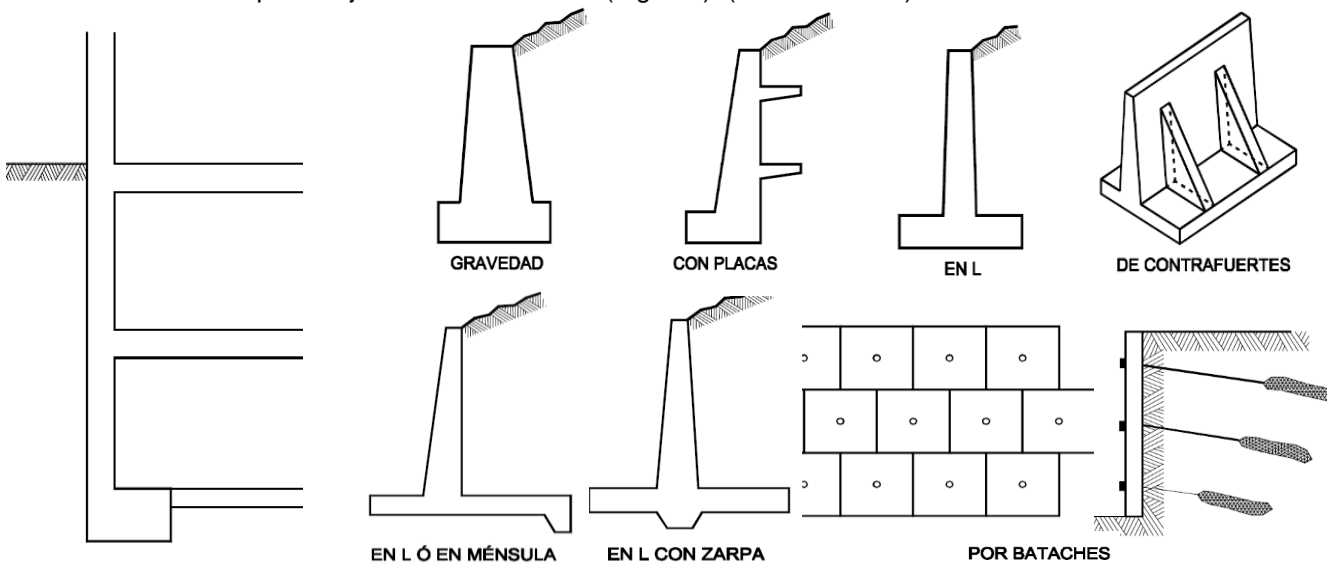 GRAVEDAD
CON PLACAS
EN L
DE CONTRAFUERTES
EN L Ó EN MÉNSULA
EN L CON ZARPA
POR BATACHES